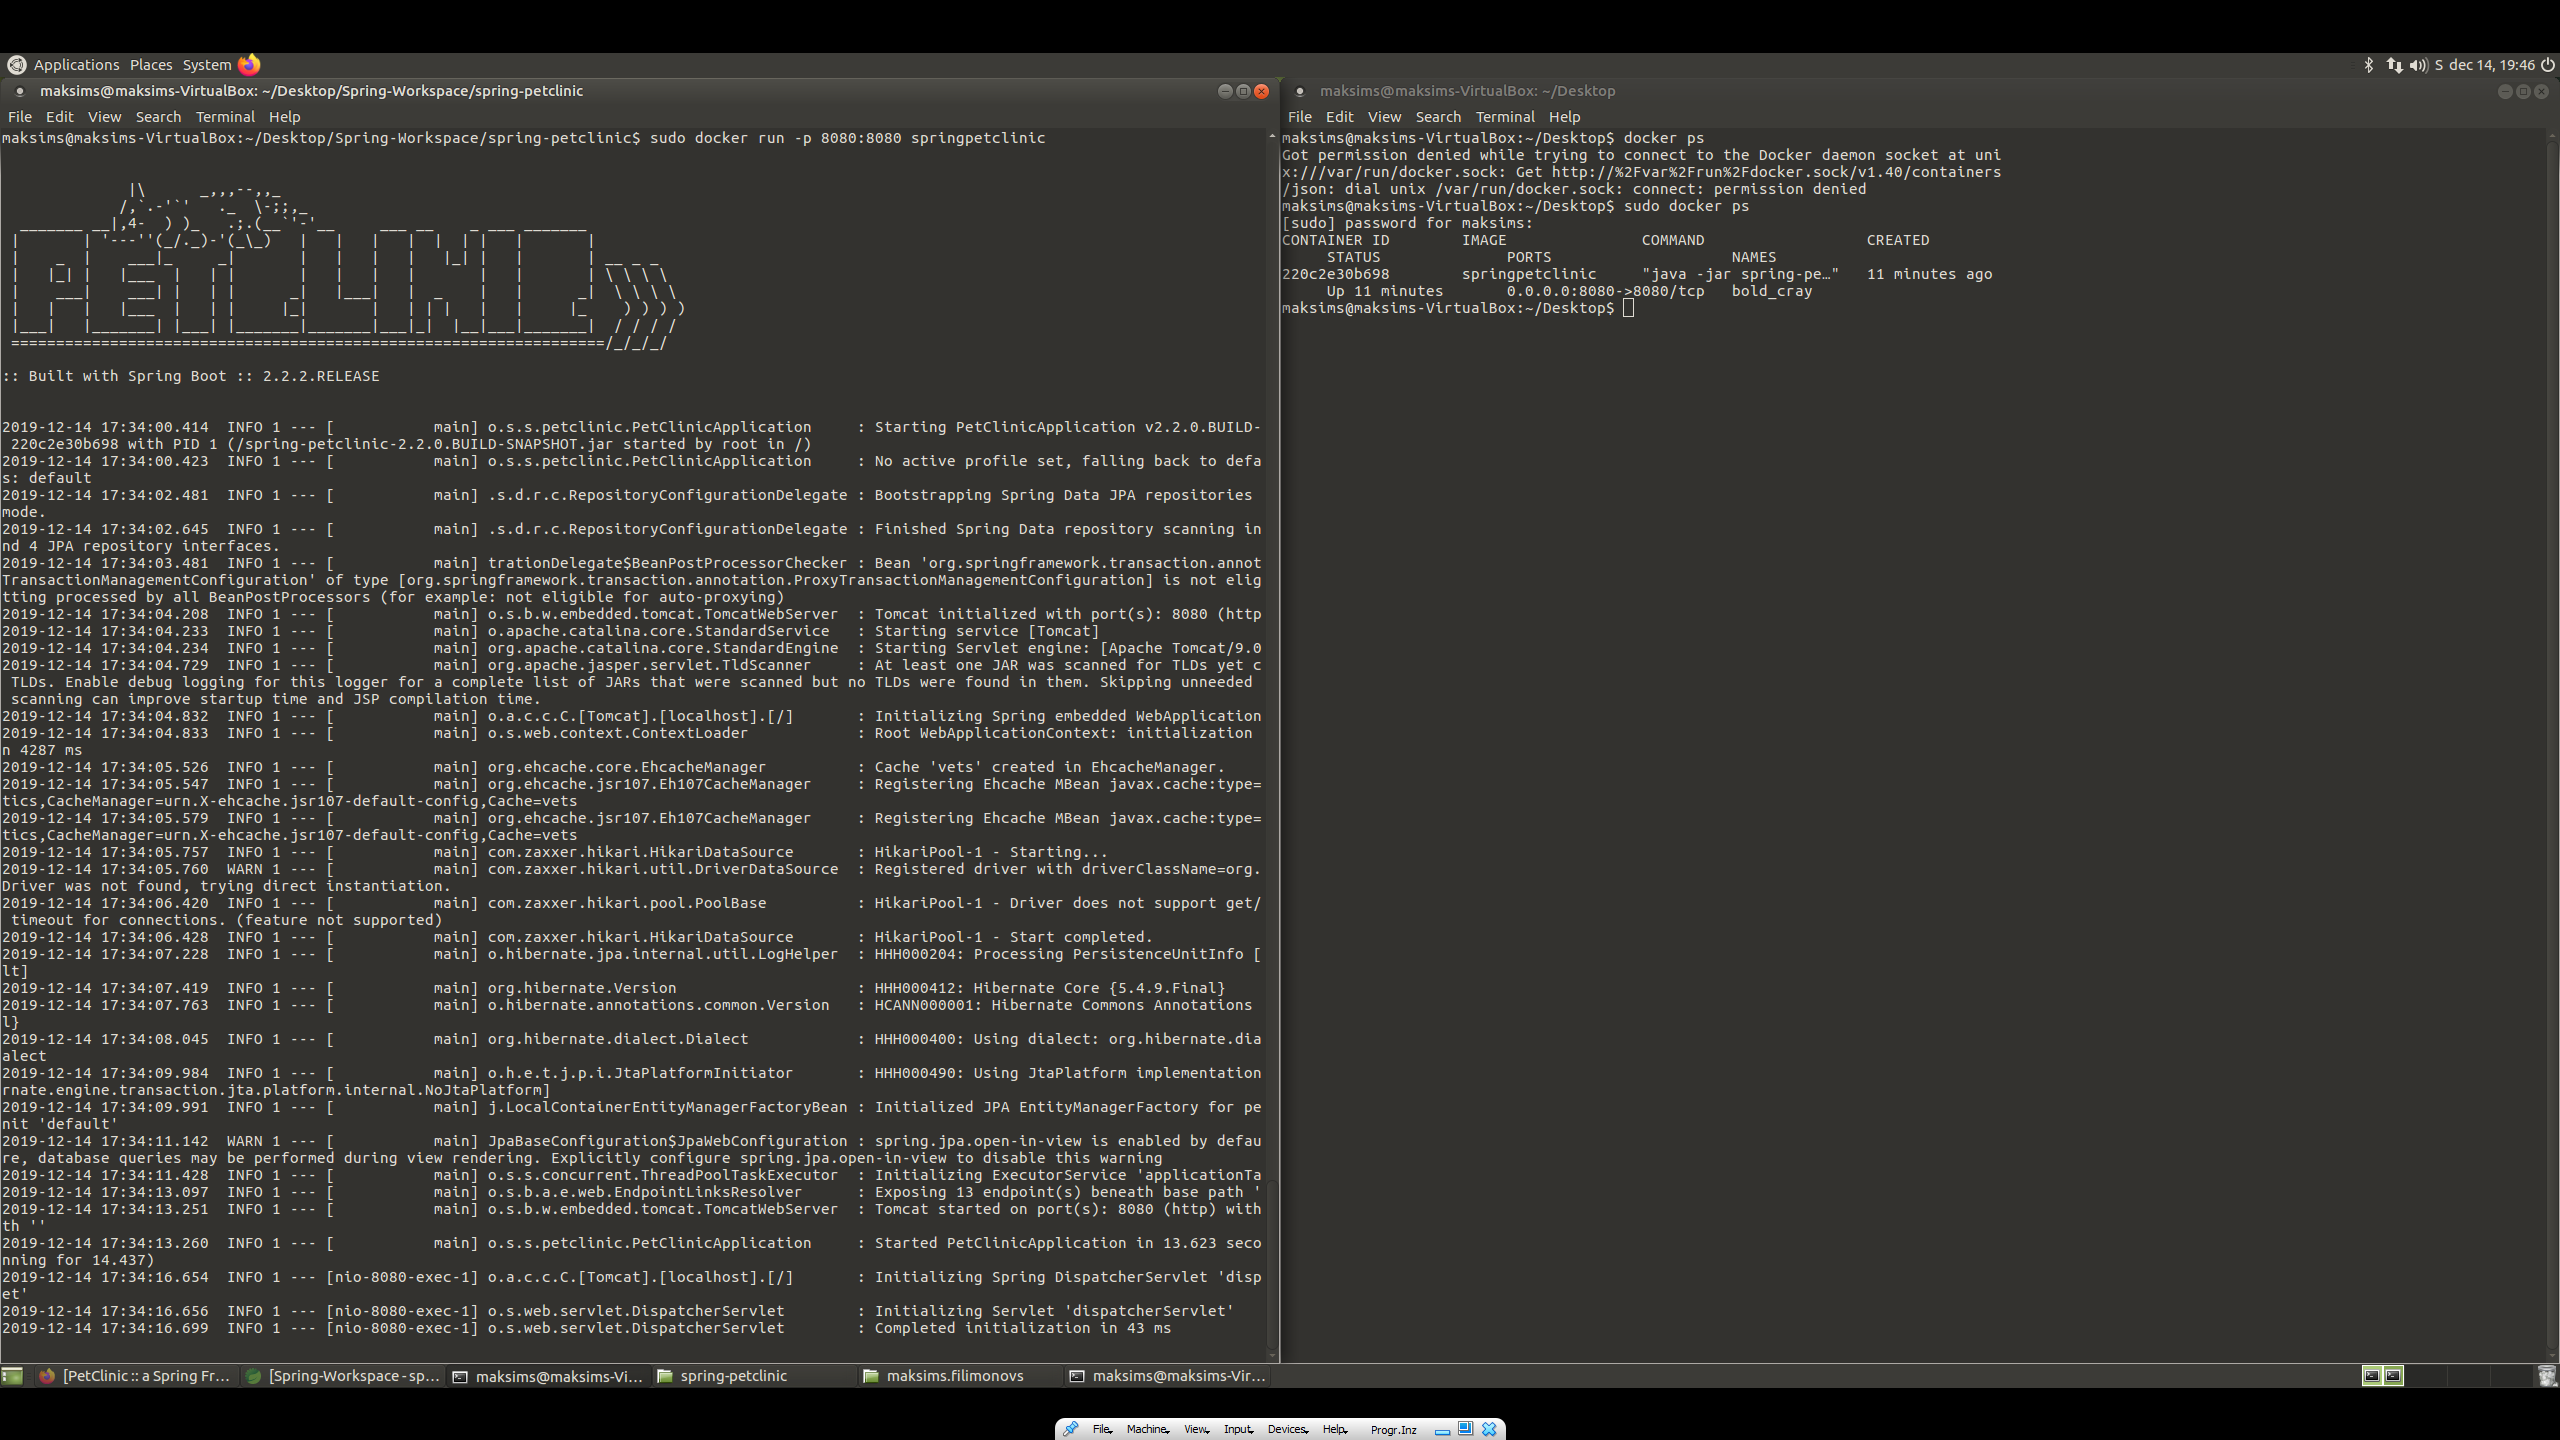 Applications Places System
S dec 14, 19:46
maksims@maksims-VirtualBox: ~/Desktop/Spring-Workspace/spring-petclinic
File Edit View Search Terminal Help
maksims@maksims-VirtualBox:~/Desktop/Spring-Workspace/spring-petclinic$ sudo docker run -p 8080:8080 springpetclinic
PETCLINIC
:: Built with Spring Boot :: 2.2.2.RELEASE
2019-12-14 17:34:00.414  INFO 1 --- [           main] o.s.s.petclinic.PetClinicApplication     : Starting PetClinicApplication v2.2.0.BUILD-
220c2e30b698 with PID 1 (/spring-petclinic-2.2.0.BUILD-SNAPSHOT.jar started by root in /)
2019-12-14 17:34:00.423  INFO 1 --- [           main] o.s.s.petclinic.PetClinicApplication     : No active profile set, falling back to defa
s: default
2019-12-14 17:34:02.481  INFO 1 --- [           main] .s.d.r.c.RepositoryConfigurationDelegate : Bootstrapping Spring Data JPA repositories
mode.
2019-12-14 17:34:02.645  INFO 1 --- [           main] .s.d.r.c.RepositoryConfigurationDelegate : Finished Spring Data repository scanning in
nd 4 JPA repository interfaces.
2019-12-14 17:34:03.481  INFO 1 --- [           main] trationDelegate$BeanPostProcessorChecker : Bean 'org.springframework.transaction.annot
TransactionManagementConfiguration' of type [org.springframework.transaction.annotation.ProxyTransactionManagementConfiguration] is not elig
tting processed by all BeanPostProcessors (for example: not eligible for auto-proxying)
2019-12-14 17:34:04.208  INFO 1 --- [           main] o.s.b.w.embedded.tomcat.TomcatWebServer  : Tomcat initialized with port(s): 8080 (http
2019-12-14 17:34:04.233  INFO 1 --- [           main] o.apache.catalina.core.StandardService   : Starting service [Tomcat]
2019-12-14 17:34:04.234  INFO 1 --- [           main] org.apache.catalina.core.StandardEngine  : Starting Servlet engine: [Apache Tomcat/9.0
2019-12-14 17:34:04.729  INFO 1 --- [           main] org.apache.jasper.servlet.TldScanner     : At least one JAR was scanned for TLDs yet c
TLDs. Enable debug logging for this logger for a complete list of JARs that were scanned but no TLDs were found in them. Skipping unneeded
scanning can improve startup time and JSP compilation time.
2019-12-14 17:34:04.832  INFO 1 --- [           main] o.a.c.c.C.[Tomcat].[localhost].[/]       : Initializing Spring embedded WebApplication
2019-12-14 17:34:04.833  INFO 1 --- [           main] o.s.web.context.ContextLoader            : Root WebApplicationContext: initialization
n 4287 ms
2019-12-14 17:34:05.526  INFO 1 --- [           main] org.ehcache.core.EhcacheManager          : Cache 'vets' created in EhcacheManager.
2019-12-14 17:34:05.547  INFO 1 --- [           main] org.ehcache.jsr107.Eh107CacheManager     : Registering Ehcache MBean javax.cache:type=
tics,CacheManager=urn.X-ehcache.jsr107-default-config,Cache=vets
2019-12-14 17:34:05.579  INFO 1 --- [           main] org.ehcache.jsr107.Eh107CacheManager     : Registering Ehcache MBean javax.cache:type=
tics,CacheManager=urn.X-ehcache.jsr107-default-config,Cache=vets
2019-12-14 17:34:05.757  INFO 1 --- [           main] com.zaxxer.hikari.HikariDataSource       : HikariPool-1 - Starting...
2019-12-14 17:34:05.760  WARN 1 --- [           main] com.zaxxer.hikari.util.DriverDataSource  : Registered driver with driverClassName=org.
Driver was not found, trying direct instantiation.
2019-12-14 17:34:06.420  INFO 1 --- [           main] com.zaxxer.hikari.pool.PoolBase          : HikariPool-1 - Driver does not support get/
timeout for connections. (feature not supported)
2019-12-14 17:34:06.428  INFO 1 --- [           main] com.zaxxer.hikari.HikariDataSource       : HikariPool-1 - Start completed.
2019-12-14 17:34:07.228  INFO 1 --- [           main] o.hibernate.jpa.internal.util.LogHelper  : HHH000204: Processing PersistenceUnitInfo [
lt]
2019-12-14 17:34:07.419  INFO 1 --- [           main] org.hibernate.Version                    : HHH000412: Hibernate Core {5.4.9.Final}
2019-12-14 17:34:07.763  INFO 1 --- [           main] o.hibernate.annotations.common.Version   : HCANN000001: Hibernate Commons Annotations
l}
2019-12-14 17:34:08.045  INFO 1 --- [           main] org.hibernate.dialect.Dialect            : HHH000400: Using dialect: org.hibernate.dia
alect
2019-12-14 17:34:09.984  INFO 1 --- [           main] o.h.e.t.j.p.i.JtaPlatformInitiator       : HHH000490: Using JtaPlatform implementation
rnate.engine.transaction.jta.platform.internal.NoJtaPlatform]
2019-12-14 17:34:09.991  INFO 1 --- [           main] j.LocalContainerEntityManagerFactoryBean : Initialized JPA EntityManagerFactory for pe
nit 'default'
2019-12-14 17:34:11.142  WARN 1 --- [           main] JpaBaseConfiguration$JpaWebConfiguration : spring.jpa.open-in-view is enabled by defau
re, database queries may be performed during view rendering. Explicitly configure spring.jpa.open-in-view to disable this warning
2019-12-14 17:34:11.428  INFO 1 --- [           main] o.s.s.concurrent.ThreadPoolTaskExecutor  : Initializing ExecutorService 'applicationTa
2019-12-14 17:34:13.097  INFO 1 --- [           main] o.s.b.a.e.web.EndpointLinksResolver      : Exposing 13 endpoint(s) beneath base path '
2019-12-14 17:34:13.251  INFO 1 --- [           main] o.s.b.w.embedded.tomcat.TomcatWebServer  : Tomcat started on port(s): 8080 (http) with
th ''
2019-12-14 17:34:13.260  INFO 1 --- [           main] o.s.s.petclinic.PetClinicApplication     : Started PetClinicApplication in 13.623 seco
nning for 14.437)
2019-12-14 17:34:16.654  INFO 1 --- [nio-8080-exec-1] o.a.c.c.C.[Tomcat].[localhost].[/]       : Initializing Spring DispatcherServlet 'disp
et'
2019-12-14 17:34:16.656  INFO 1 --- [nio-8080-exec-1] o.s.web.servlet.DispatcherServlet        : Initializing Servlet 'dispatcherServlet'
2019-12-14 17:34:16.699  INFO 1 --- [nio-8080-exec-1] o.s.web.servlet.DispatcherServlet        : Completed initialization in 43 ms
maksims@maksims-VirtualBox: ~/Desktop
File Edit View Search Terminal Help
maksims@maksims-VirtualBox:~/Desktop$ docker ps
Got permission denied while trying to connect to the Docker daemon socket at uni
x:///var/run/docker.sock: Get http://%2Fvar%2Frun%2Fdocker.sock/v1.40/containers
/json: dial unix /var/run/docker.sock: connect: permission denied
maksims@maksims-VirtualBox:~/Desktop$ sudo docker ps
[sudo] password for maksims:
CONTAINER ID        IMAGE               COMMAND                  CREATED
STATUS              PORTS                    NAMES
220c2e30b698        springpetclinic     "java -jar spring-pe…"   11 minutes ago
Up 11 minutes       0.0.0.0:8080->8080/tcp   bold_cray
maksims@maksims-VirtualBox:~/Desktop$
[PetClinic :: a Spring Fr… [Spring-Workspace - sp… maksims@maksims-Vi… spring-petclinic maksims.filimonovs maksims@maksims-Vir…
File Machine View Input Devices Help Progr.Inz